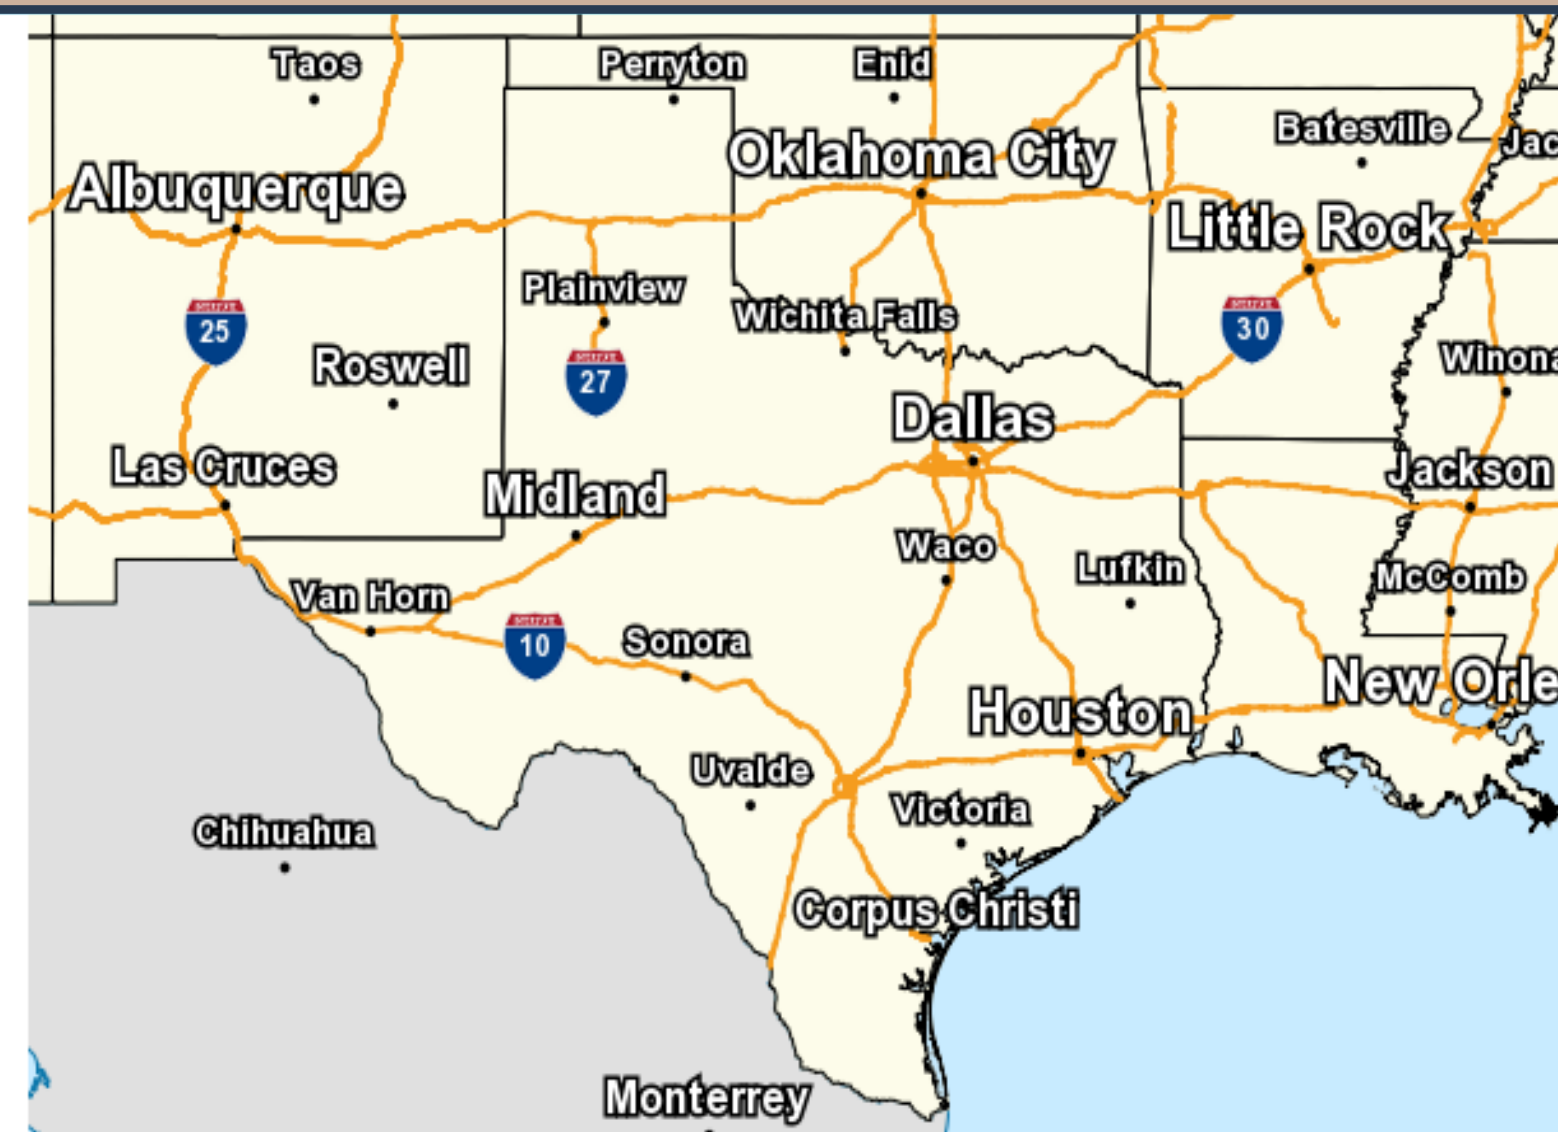 Taos
Perryton
Enid
Batesville
Jac
Oklahoma City
Albuquerque
Little Rock
Plainview
Wichita Falls
25
30
Winona
Roswell
27
Dallas
Las Cruces
Midland
Jackson
Waco
Lufkin
McComb
Van Horn
10
Sonora
New Orle
Houston
Uvalde
Victoria
Chihuahua
Corpus Christi
Monterrey